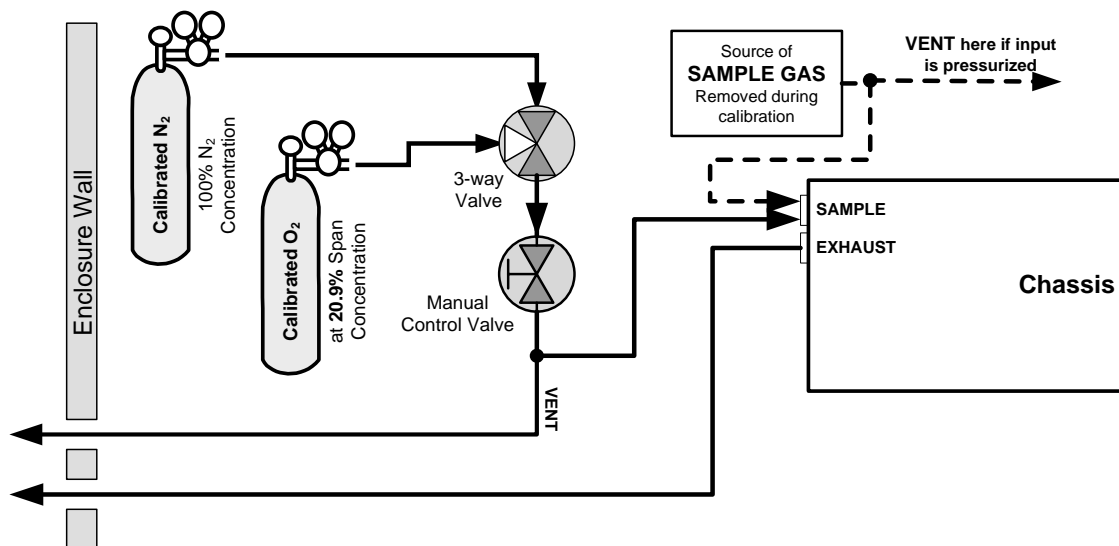 Enclosure Wall
Calibrated N₂
100% N₂
Concentration
Calibrated O₂
at 20.9% Span
Concentration
3-way
Valve
Manual
Control Valve
VENT
Source of
SAMPLE GAS
Removed during
calibration
VENT here if input
is pressurized
SAMPLE
EXHAUST
Chassis